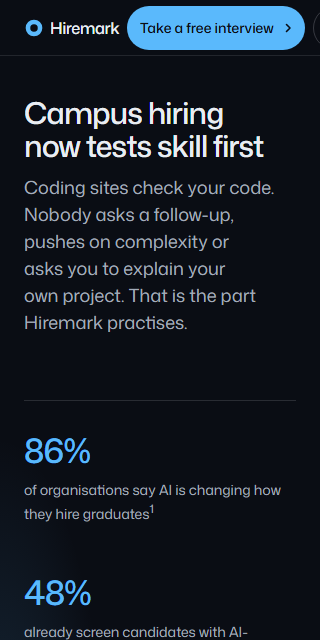 Hiremark
Take a free interview
Campus hiring
now tests skill first
Coding sites check your code.
Nobody asks a follow-up,
pushes on complexity or
asks you to explain your
own project. That is the part
Hiremark practises.
86%
of organisations say AI is changing how
they hire graduates1
48%
already screen candidates with AI-